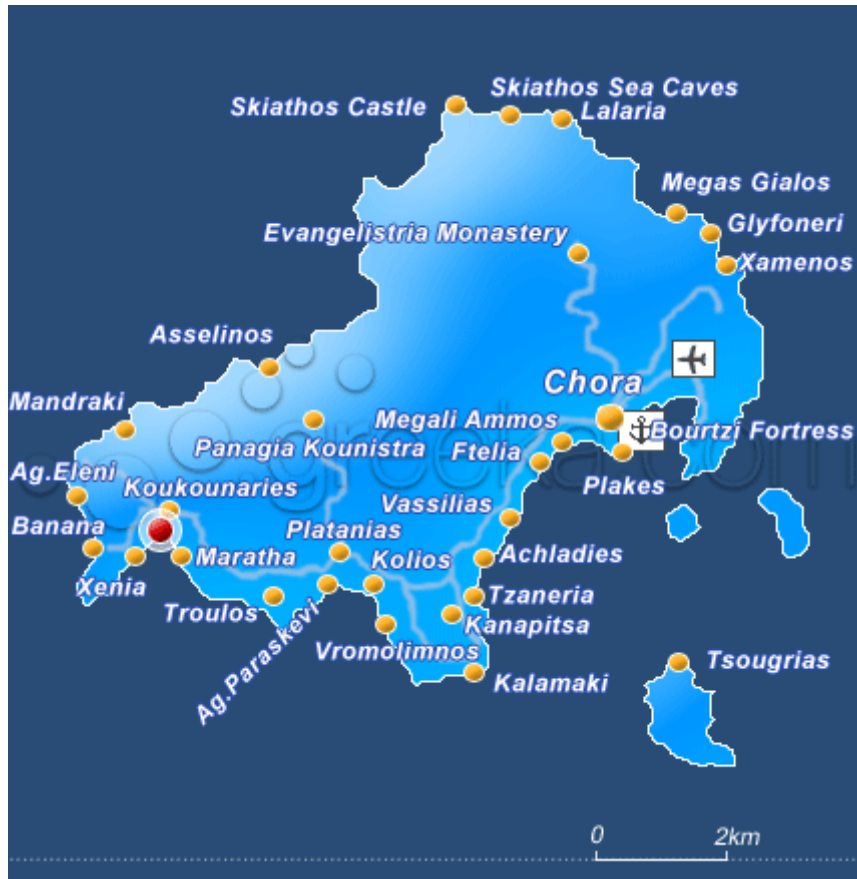 Skiathos Sea Caves
Skiathos Castle
Lalaria
Megas Gialos
Glyfoneri
Evangelistria Monastery
Xamenos
Asselinos
Chora
Mandraki
Megali Ammos
Bourtzi Fortress
Panagia Kounistra
Ftelia
.greeka.com
Ag.Eleni
Koukounaries
Plakes
Vassilias
Banana
Platanias
Maratha
Kolios
Achladies
Xenia
Troulos
Tzaneria
Kanapitsa
Ag.Paraskevi
Vromolimnos
Tsougrias
Kalamaki
0 2km